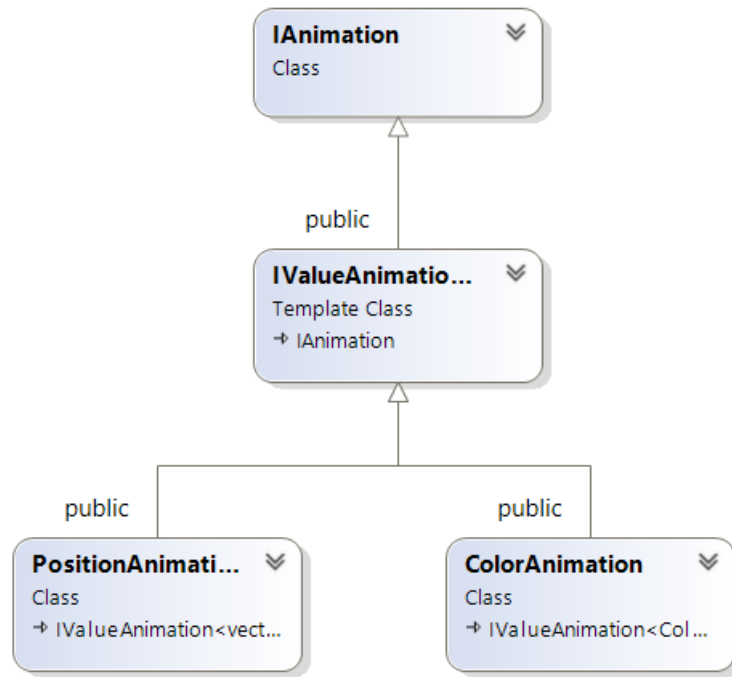 IAnimation
Class
public
IValueAnimatio...
Template Class
IAnimation
public
public
PositionAnimati...
Class
IValueAnimation<vect...
ColorAnimation
Class
IValueAnimation<Col...